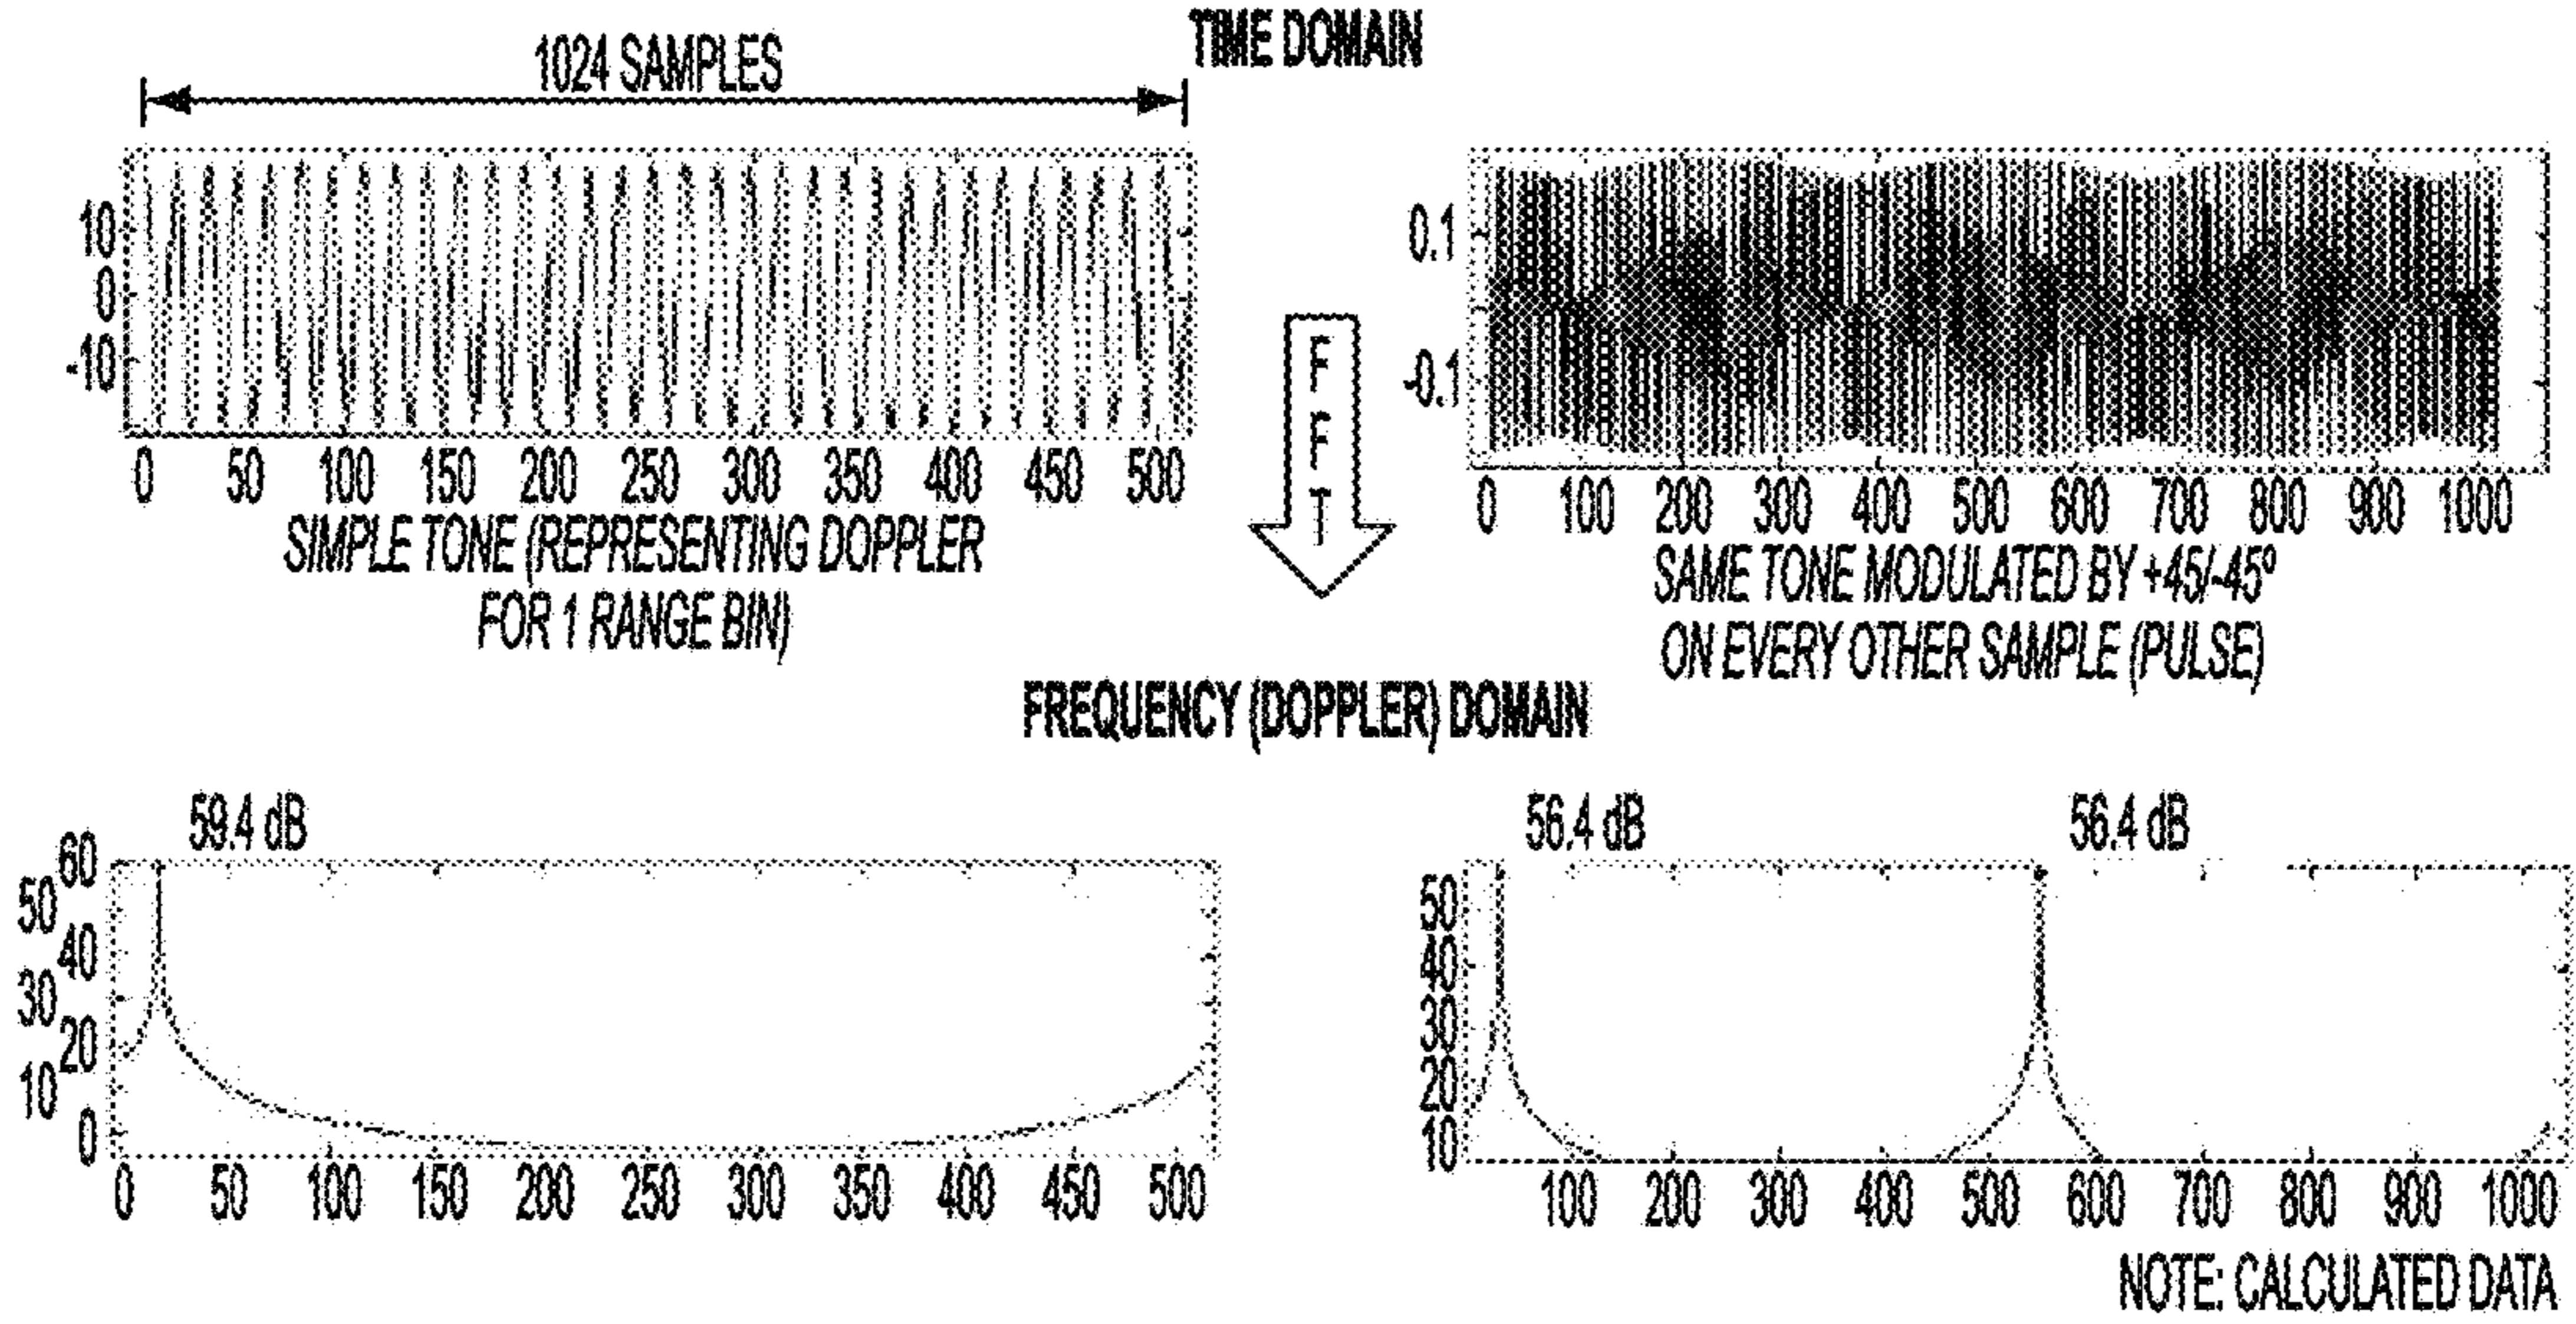 TIME DOMAIN
1024 SAMPLES
10
0
-10
0 50 100 150 200 250 300 350 400 450 500
SIMPLE TONE (REPRESENTING DOPPLER
FOR 1 RANGE BIN)
FFT
0.1
-0.1
0 100 200 300 400 500 600 700 800 900 1000
SAME TONE MODULATED BY +45/-45º
ON EVERY OTHER SAMPLE (PULSE)
FREQUENCY (DOPPLER) DOMAIN
59.4 dB
60
50
40
30
20
10
0
0 50 100 150 200 250 300 350 400 450 500
56.4 dB 56.4 dB
50
40
30
20
10
100 200 300 400 500 600 700 800 900 1000
NOTE: CALCULATED DATA